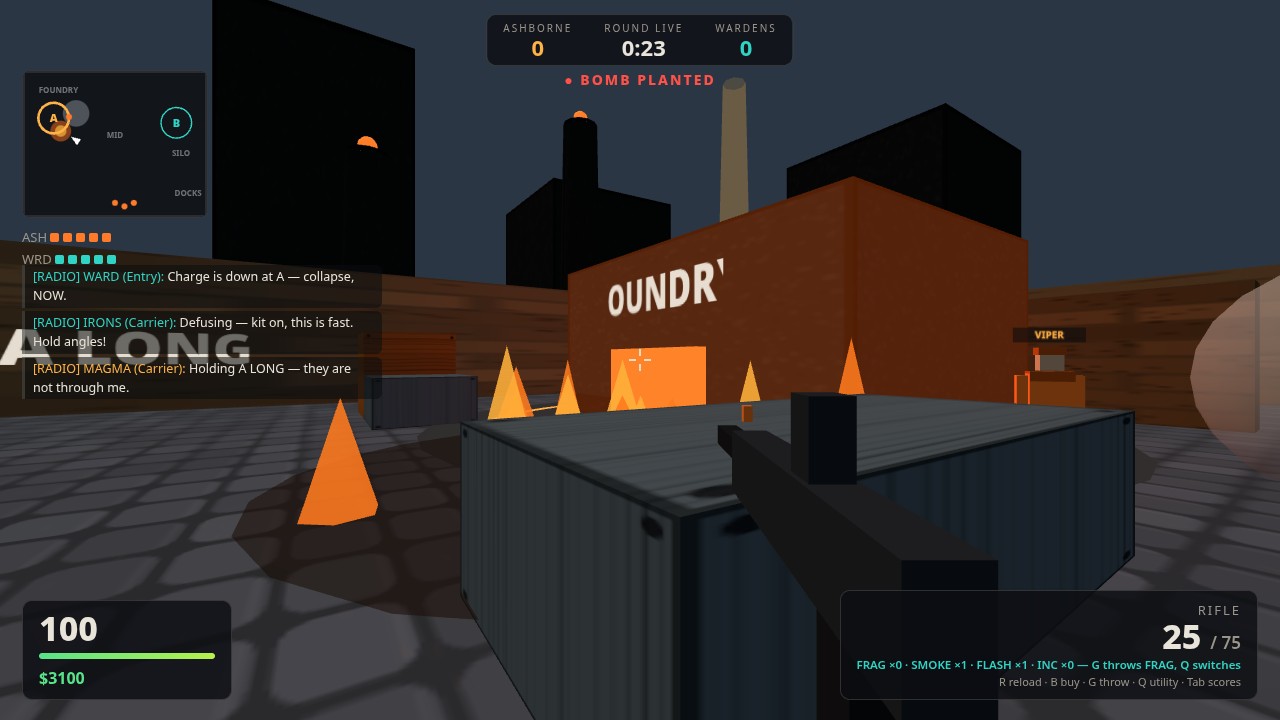 ASHBORNE ROUND LIVE WARDENS
0 0:23 0
● BOMB PLANTED
FOUNDRY
A
B
MID
SILO
DOCKS
ASH
WRD
[RADIO] WARD (Entry): Charge is down at A — collapse,
NOW.
[RADIO] IRONS (Carrier): Defusing — kit on, this is fast.
Hold angles!
[RADIO] MAGMA (Carrier): Holding A LONG — they are
not through me.
A LONG
OUNDRY
VIPER
100
$3100
RIFLE
25 / 75
FRAG ×0 · SMOKE ×1 · FLASH ×1 · INC ×0 — G throws FRAG, Q switches
R reload · B buy · G throw · Q utility · Tab scores